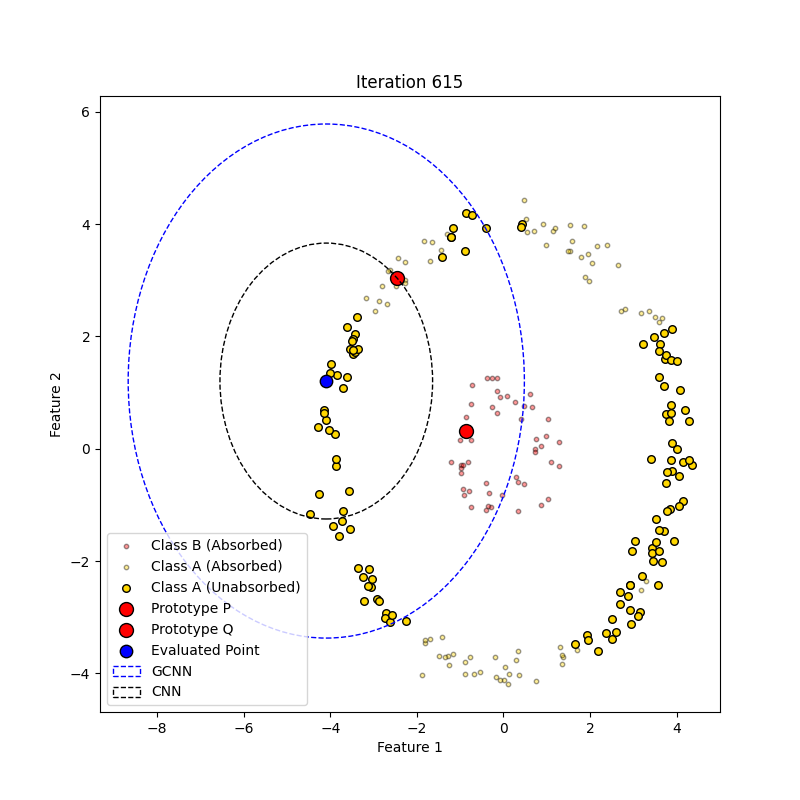 Iteration 615
6
4
2
0
−2
−4
Feature 2
Class B (Absorbed)
Class A (Absorbed)
Class A (Unabsorbed)
Prototype P
Prototype Q
Evaluated Point
GCNN
CNN
−8
−6
−4
−2
0
2
4
Feature 1